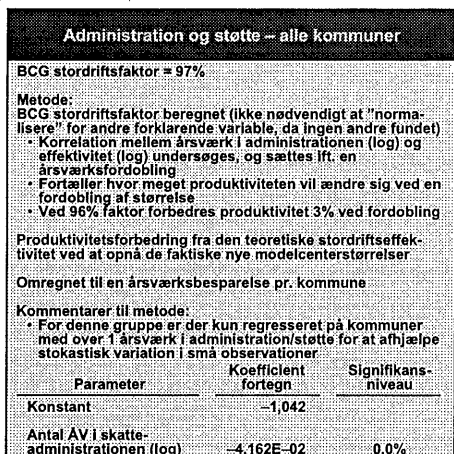 Administration og støtte – alle kommuner
BCG stordriftsfaktor = 97%
Metode:
BCG stordriftsfaktor beregnet (ikke nødvendigt at "norma-
lisere" for andre forklarende variable, da ingen andre fundet)
• Korrelation mellem årsværk i administrationen (log) og
effektivitet (log) undersøges, og sættes ift. en
årsværksfordobling
• Fortæller hvor meget produktiviteten vil ændre sig ved en
fordobling af størrelse
• Ved 96% faktor forbedres produktivitet 3% ved fordobling
Produktivitetsforbedring fra den teoretiske stordriftseffek-
tivitet ved at opnå de faktiske nye modelcenterstørrelser
Omregnet til en årsværksbesparelse pr. kommune
Kommentarer til metode:
• For denne gruppe er der kun regresseret på kommuner
med over 1 årsværk i administration/støtte for at afhjælpe
stokastisk variation i små observationer
Parameter Koefficient fortegn Signifikans- niveau
Konstant –1,042
Antal ÅV i skatte-
administrationen (log) –4,162E–02 0,0%